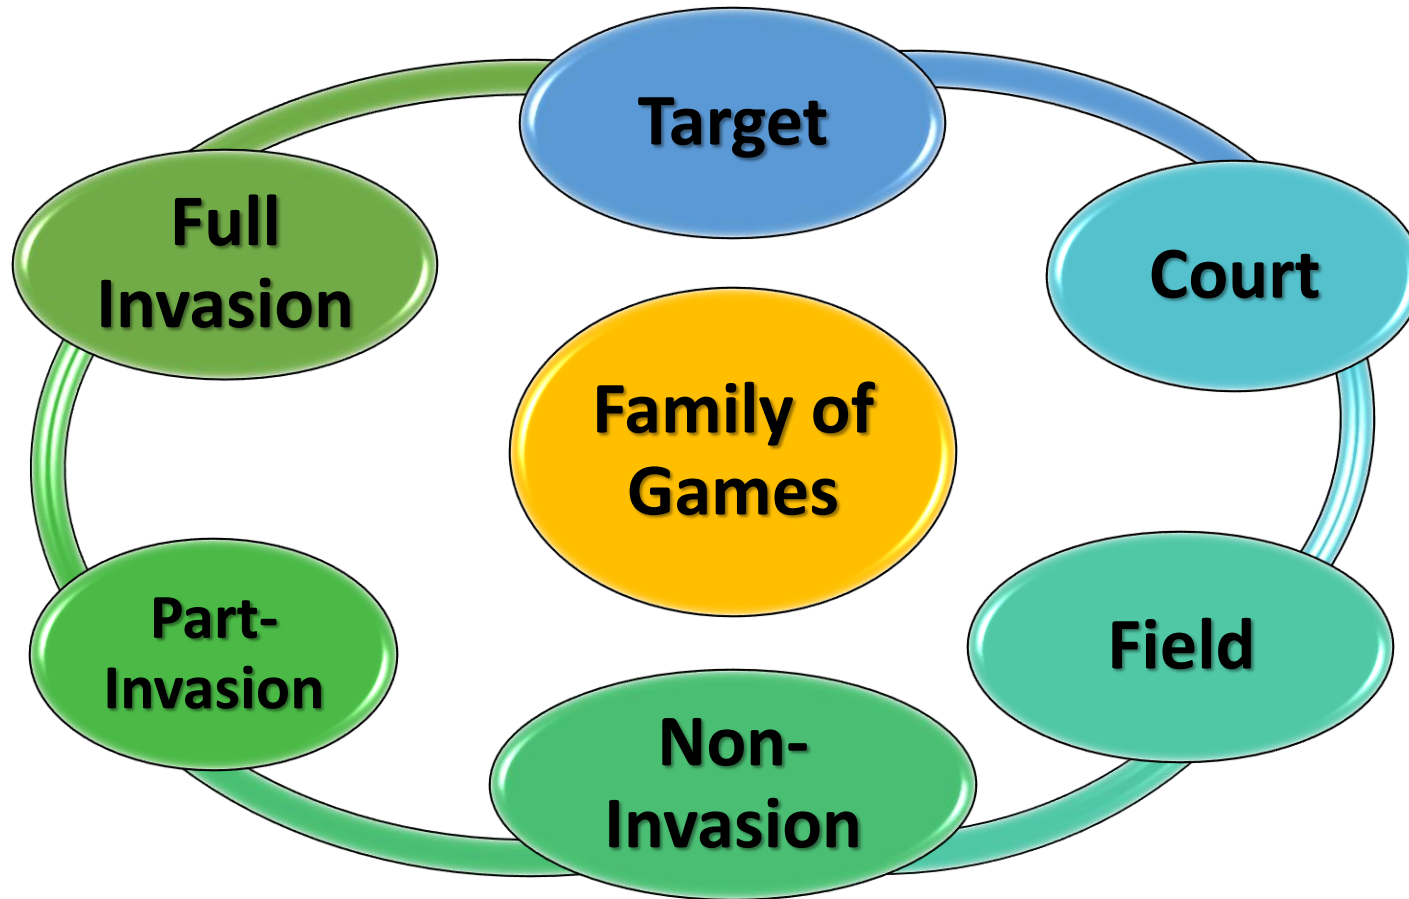 Target
Court
Field
Non-
Invasion
Part-
Invasion
Full
Invasion
Family of
Games